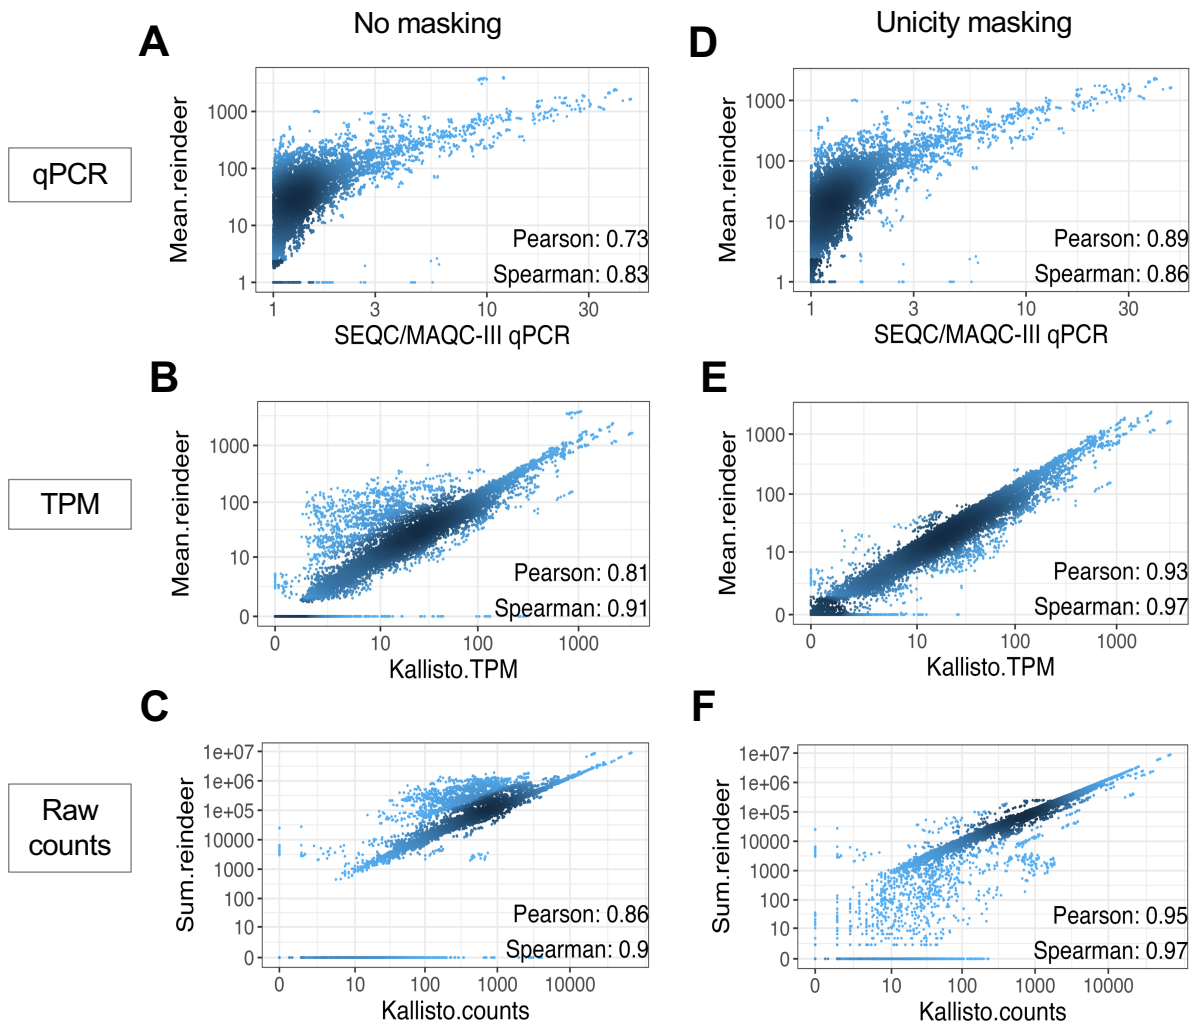 No masking
Unicity masking
A
Mean.reindeer
1000
100
10
1
Pearson: 0.73
Spearman: 0.83
1
3
10
30
SEQC/MAQC-III qPCR
D
Mean.reindeer
1000
100
10
1
Pearson: 0.89
Spearman: 0.86
1
3
10
30
SEQC/MAQC-III qPCR
qPCR
B
Mean.reindeer
1000
100
10
0
Pearson: 0.81
Spearman: 0.91
0
10
100
1000
Kallisto.TPM
E
Mean.reindeer
1000
100
10
0
Pearson: 0.93
Spearman: 0.97
0
10
100
1000
Kallisto.TPM
TPM
C
Sum.reindeer
1e+07
1e+06
1e+05
10000
1000
100
10
0
Pearson: 0.86
Spearman: 0.9
0
10
100
1000
10000
Kallisto.counts
F
Sum.reindeer
1e+07
1e+06
1e+05
10000
1000
100
10
0
Pearson: 0.95
Spearman: 0.97
0
10
100
1000
10000
Kallisto.counts
Raw
counts